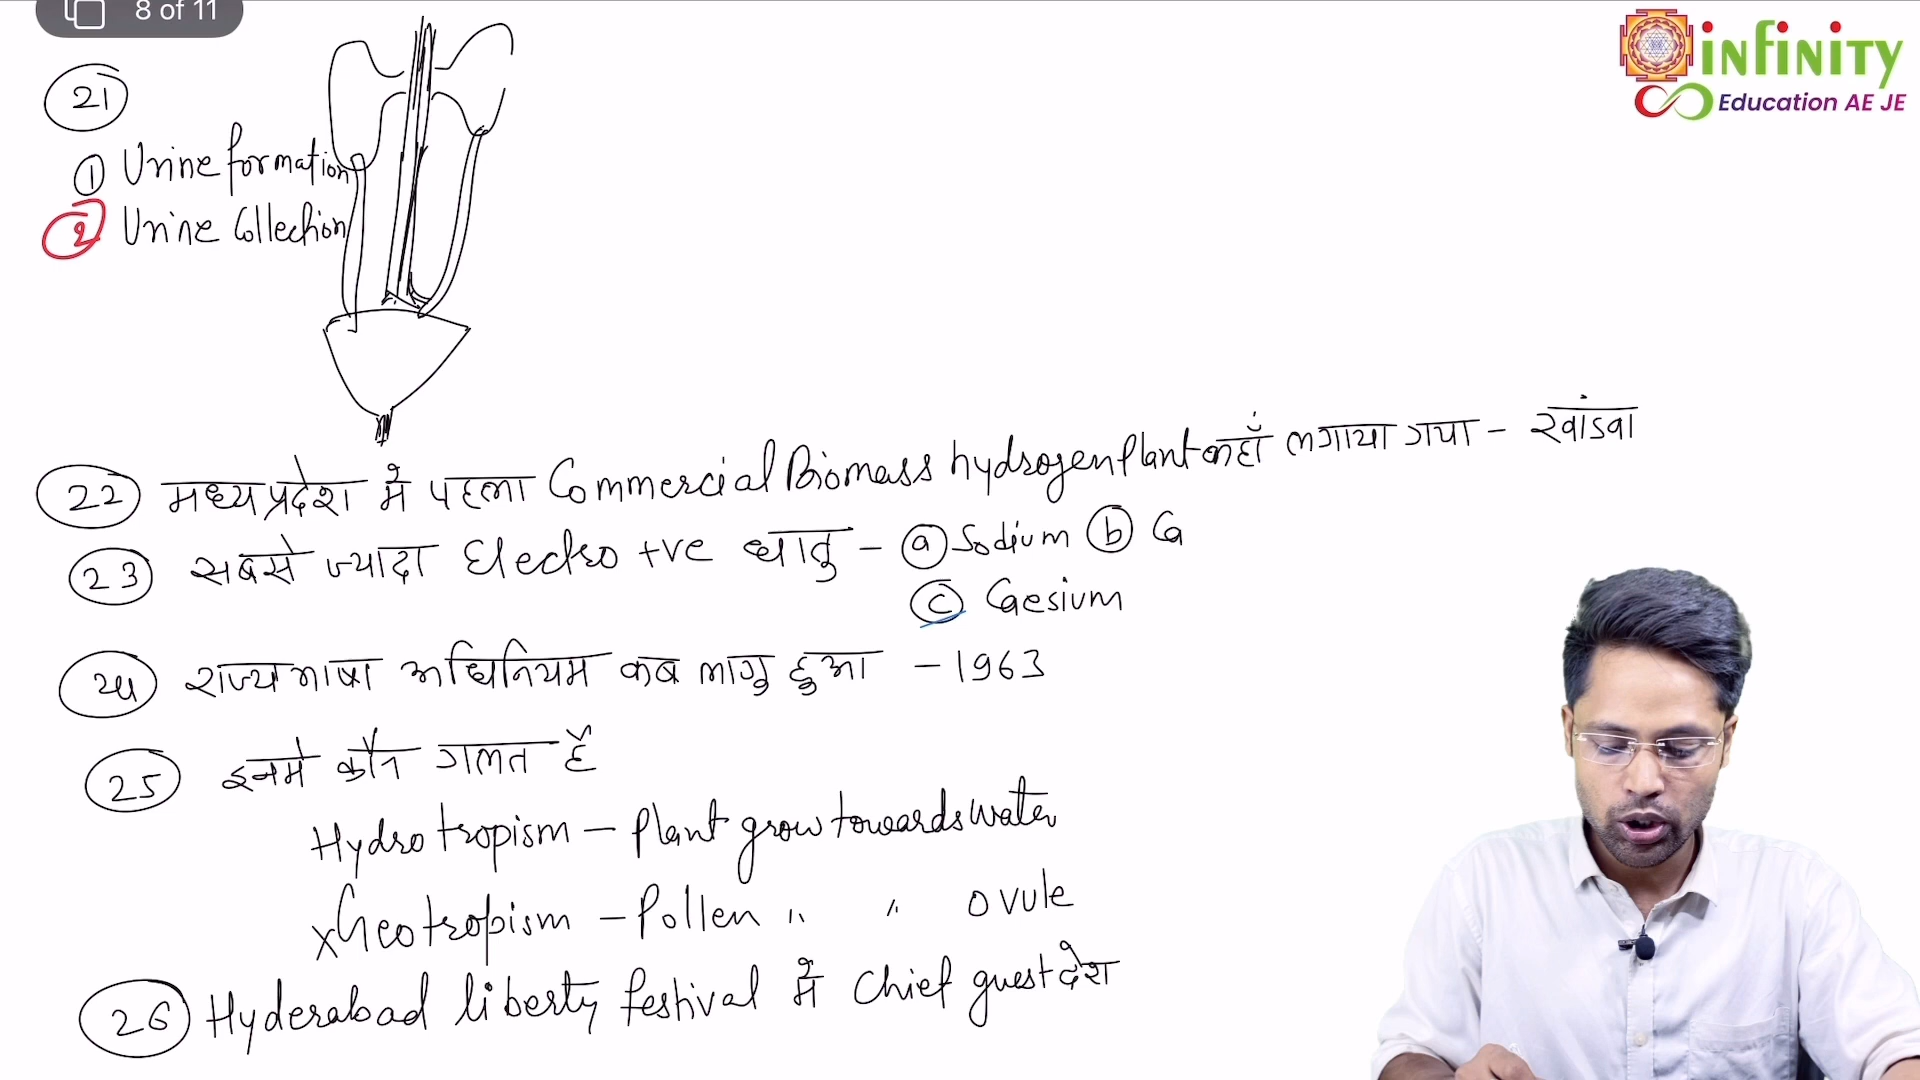 8 of 11
infinity
Education AE JE
21
① Urine formation
② Urine Collection
22 मध्य प्रदेश में पहला Commercial Biomass hydrogen Plant कहाँ लगाया गया - खांडवा
23 सबसे ज्यादा Electro +ve धातु - ⓐ Sodium ⓑ Ca
ⓒ Caesium
24 राज्य भाषा अधिनियम कब लागु हुआ - 1963
25 इनमे कौन गलत है
Hydrotropism - Plant grow towards water
x Geotropism - Pollen " " ovule
26 Hyderabad liberty festival में Chief guest देश